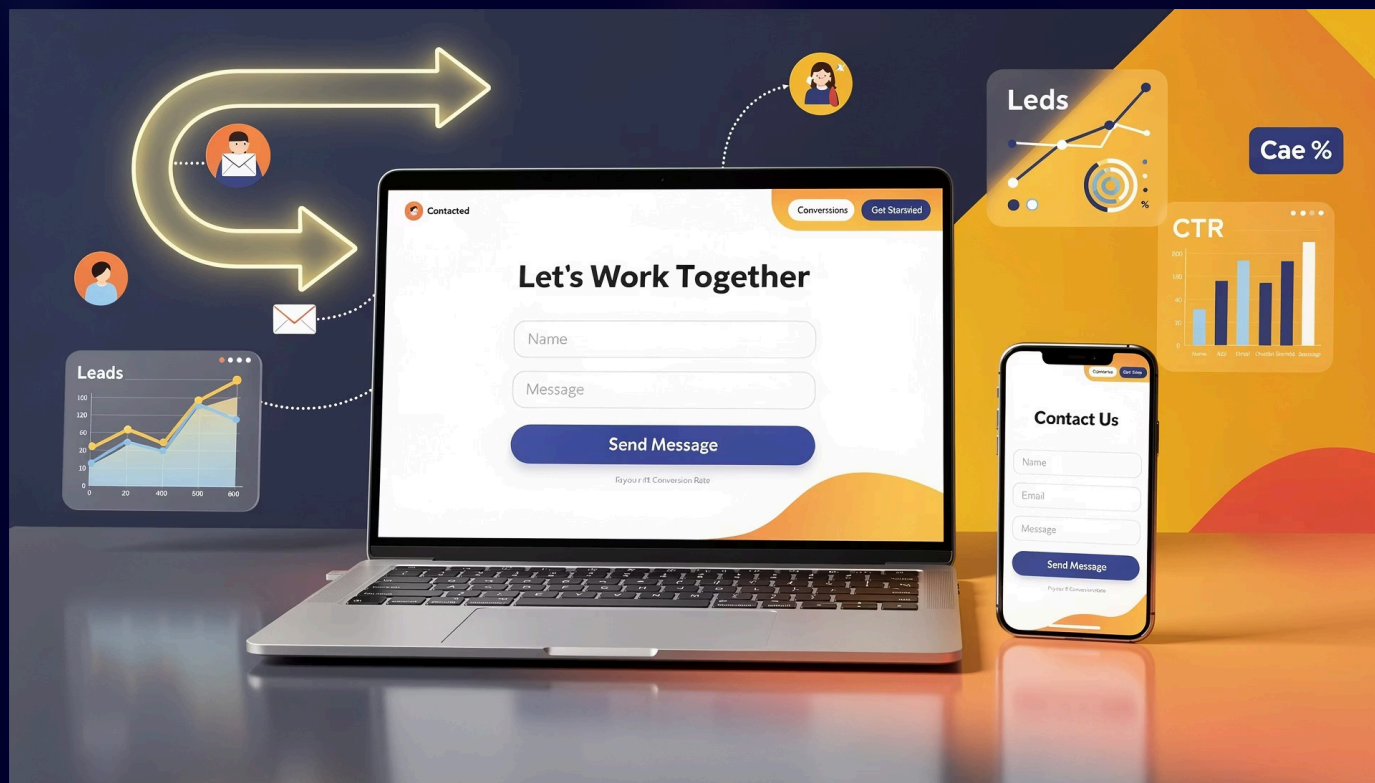 Leds
Cae %
Contacted
Converssions
Get Starsvied
CTR
Let's Work Together
Name
Message
Send Message
Conversion Rate
Leads
100
120
60
20
10
0
0 20 400 500 600
Contact Us
Name
Email
Message
Send Message
%